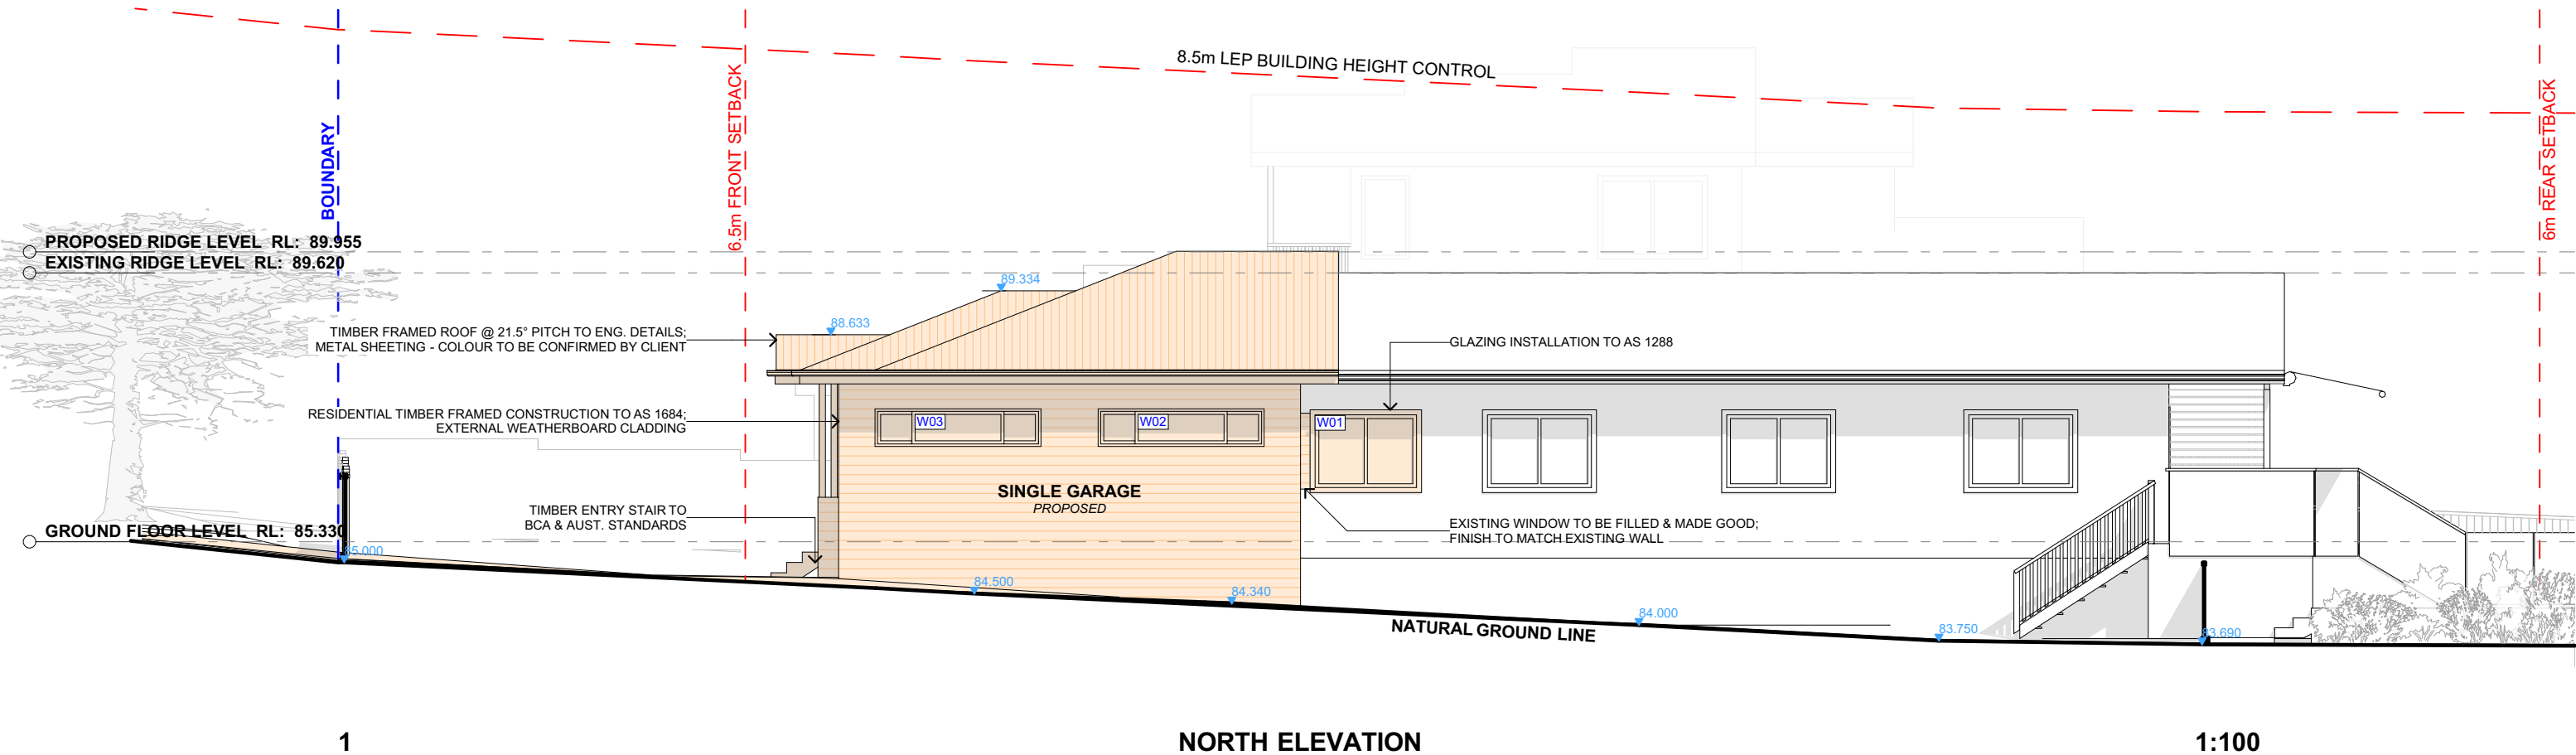 8.5m LEP BUILDING HEIGHT CONTROL
BOUNDARY
6.5m FRONT SETBACK
6m REAR SETBACK
PROPOSED RIDGE LEVEL RL: 89.955
EXISTING RIDGE LEVEL RL: 89.620
89.334
88.633
TIMBER FRAMED ROOF @ 21.5° PITCH TO ENG. DETAILS;
METAL SHEETING - COLOUR TO BE CONFIRMED BY CLIENT
GLAZING INSTALLATION TO AS 1288
RESIDENTIAL TIMBER FRAMED CONSTRUCTION TO AS 1684;
EXTERNAL WEATHERBOARD CLADDING
W03
W02
W01
SINGLE GARAGE
PROPOSED
TIMBER ENTRY STAIR TO
BCA & AUST. STANDARDS
EXISTING WINDOW TO BE FILLED & MADE GOOD;
FINISH TO MATCH EXISTING WALL
GROUND FLOOR LEVEL RL: 85.330
85.000
84.500
84.340
84.000
83.750
83.690
NATURAL GROUND LINE
1
NORTH ELEVATION
1:100